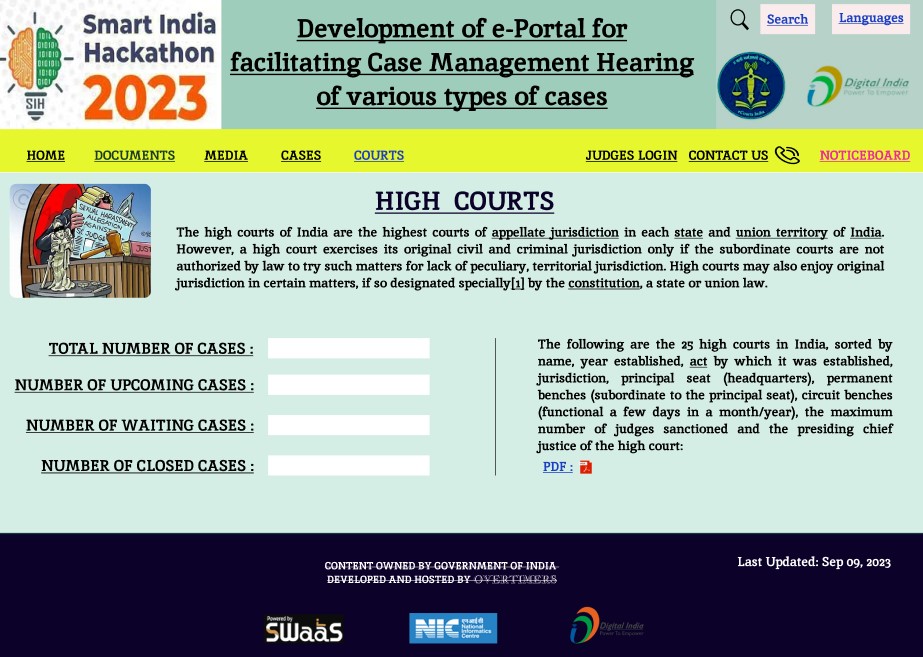 Smart India
Hackathon
2023
SIH
Development of e-Portal for
facilitating Case Management Hearing
of various types of cases
Search
Languages
Digital India
Power To Empower
HOME DOCUMENTS MEDIA CASES COURTS JUDGES LOGIN CONTACT US NOTICEBOARD
SEXUAL HARASSMENT
ALLEGATION
AGAINST
JUDGE
HIGH COURTS
The high courts of India are the highest courts of appellate jurisdiction in each state and union territory of India.
However, a high court exercises its original civil and criminal jurisdiction only if the subordinate courts are not
authorized by law to try such matters for lack of peculiary, territorial jurisdiction. High courts may also enjoy original
jurisdiction in certain matters, if so designated specially[1] by the constitution, a state or union law.
TOTAL NUMBER OF CASES :
NUMBER OF UPCOMING CASES :
NUMBER OF WAITING CASES :
NUMBER OF CLOSED CASES :
The following are the 25 high courts in India, sorted by
name, year established, act by which it was established,
jurisdiction, principal seat (headquarters), permanent
benches (subordinate to the principal seat), circuit benches
(functional a few days in a month/year), the maximum
number of judges sanctioned and the presiding chief
justice of the high court:
PDF :
CONTENT OWNED BY GOVERNMENT OF INDIA
DEVELOPED AND HOSTED BY OVERTIMERS
Last Updated: Sep 09, 2023
Powered by
SWaaS
NIC
एन आई सी
National
Informatics
Centre
Digital India
Power To Empower